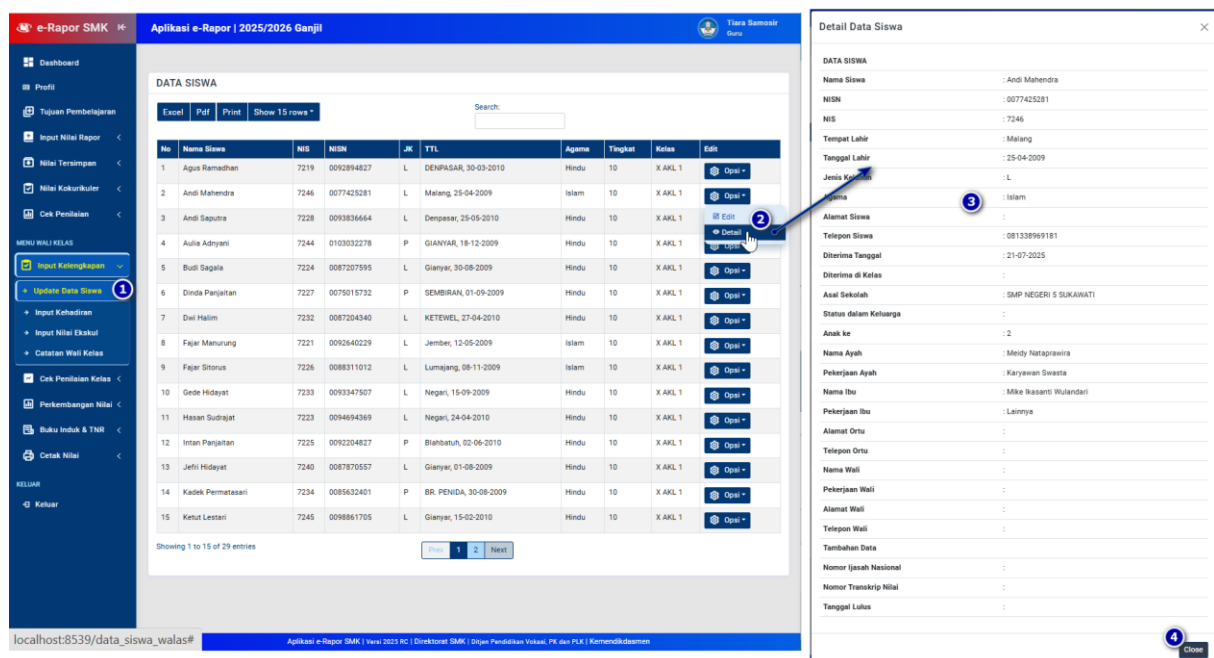 e-Rapor SMK
Aplikasi e-Rapor | 2025/2026 Ganjil
Tiara Samosir
Guru
Dashboard
Profil
Tujuan Pembelajaran
Input Nilai Rapor
Nilai Tersimpan
Nilai Kokurikuler
Cek Penilaian
MENU WALI KELAS
Input Kelengkapan
Update Data Siswa 1
Input Kehadiran
Input Nilai Ekskul
Catatan Wali Kelas
Cek Penilaian Kelas
Perkembangan Nilai
Buku Induk & TNR
Cetak Nilai
KELUAR
Keluar
DATA SISWA
Excel Pdf Print Show 15 rows
Search:
No Nama Siswa NIS NISN JK TTL Agama Tingkat Kelas Edit
1 Agus Ramadhan 7219 0092894827 L DENPASAR, 30-03-2010 Hindu 10 X AKL 1 Opsi
2 Andi Mahendra 7246 0077425281 L Malang, 25-04-2009 Islam 10 X AKL 1 Opsi
3 Andi Saputra 7228 0093836664 L Denpasar, 25-05-2010 Hindu 10 X AKL 1 Edit 2
Detail
4 Aulia Adnyani 7244 0103032278 P GIANYAR, 18-12-2009 Hindu 10 X AKL 1 Opsi
5 Budi Sagala 7224 0087207595 L Gianyar, 30-08-2009 Hindu 10 X AKL 1 Opsi
6 Dinda Panjaitan 7227 0075015732 P SEMBIRAN, 01-09-2009 Hindu 10 X AKL 1 Opsi
7 Dwi Halim 7232 0087204340 L KETEWEL, 27-04-2010 Hindu 10 X AKL 1 Opsi
8 Fajar Manurung 7221 0092640229 L Jember, 12-05-2009 Islam 10 X AKL 1 Opsi
9 Fajar Sitorus 7226 0088311012 L Lumajang, 08-11-2009 Islam 10 X AKL 1 Opsi
10 Gede Hidayat 7233 0093347507 L Negari, 15-09-2009 Hindu 10 X AKL 1 Opsi
11 Hasan Sudrajat 7223 0094694369 L Negari, 24-04-2010 Hindu 10 X AKL 1 Opsi
12 Intan Panjaitan 7225 0092204827 P Blahbatuh, 02-06-2010 Hindu 10 X AKL 1 Opsi
13 Jefri Hidayat 7240 0087870557 L Gianyar, 01-08-2009 Hindu 10 X AKL 1 Opsi
14 Kadek Permatasari 7234 0085632401 P BR. PENIDA, 30-08-2009 Hindu 10 X AKL 1 Opsi
15 Ketut Lestari 7245 0098861705 L Gianyar, 15-02-2010 Hindu 10 X AKL 1 Opsi
Showing 1 to 15 of 29 entries
Prev 1 2 Next
localhost:8539/data_siswa_walas#
Aplikasi e-Rapor SMK | Versi 2025 RC | Direktorat SMK | Ditjen Pendidikan Vokasi, PK dan PLK | Kemendikdasmen
Detail Data Siswa
DATA SISWA
Nama Siswa : Andi Mahendra
NISN : 0077425281
NIS : 7246
Tempat Lahir : Malang
Tanggal Lahir : 25-04-2009
Jenis : L
Agama 3 : Islam
Alamat Siswa :
Telepon Siswa : 081338969181
Diterima Tanggal : 21-07-2025
Diterima di Kelas :
Asal Sekolah : SMP NEGERI 5 SUKAWATI
Status dalam Keluarga :
Anak ke : 2
Nama Ayah : Meidy Nataprawira
Pekerjaan Ayah : Karyawan Swasta
Nama Ibu : Mike Ikasanti Wulandari
Pekerjaan Ibu : Lainnya
Alamat Ortu :
Telepon Ortu :
Nama Wali :
Pekerjaan Wali :
Alamat Wali :
Telepon Wali :
Tambahan Data
Nomor Ijasah Nasional :
Nomor Transkrip Nilai :
Tanggal Lulus :
4
Close